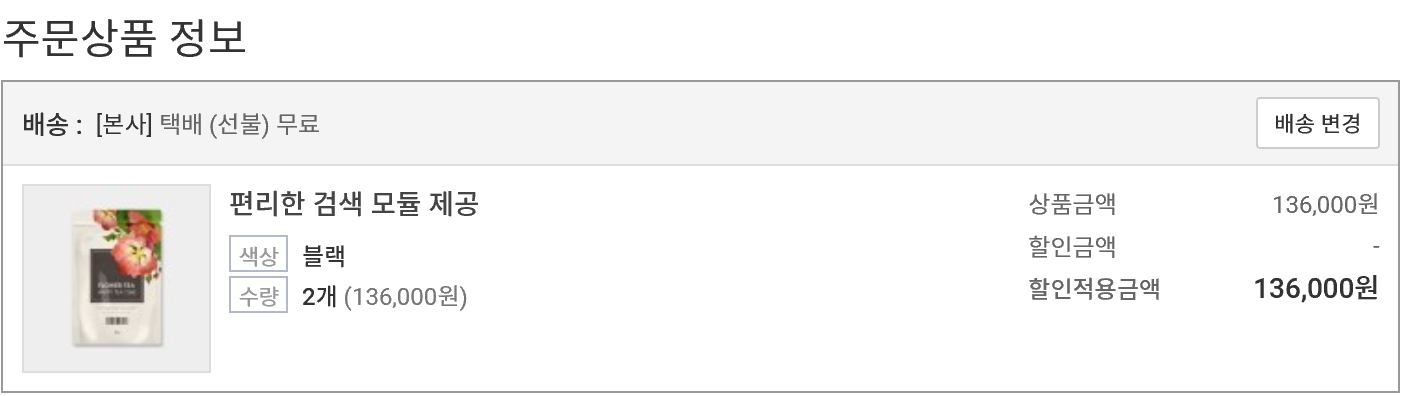 주문상품 정보
배송 : [본사] 택배 (선불) 무료
배송 변경
편리한 검색 모듈 제공
색상 블랙
수량 2개 (136,000원)
상품금액 136,000원
할인금액 -
할인적용금액 136,000원
FLOWER TEA